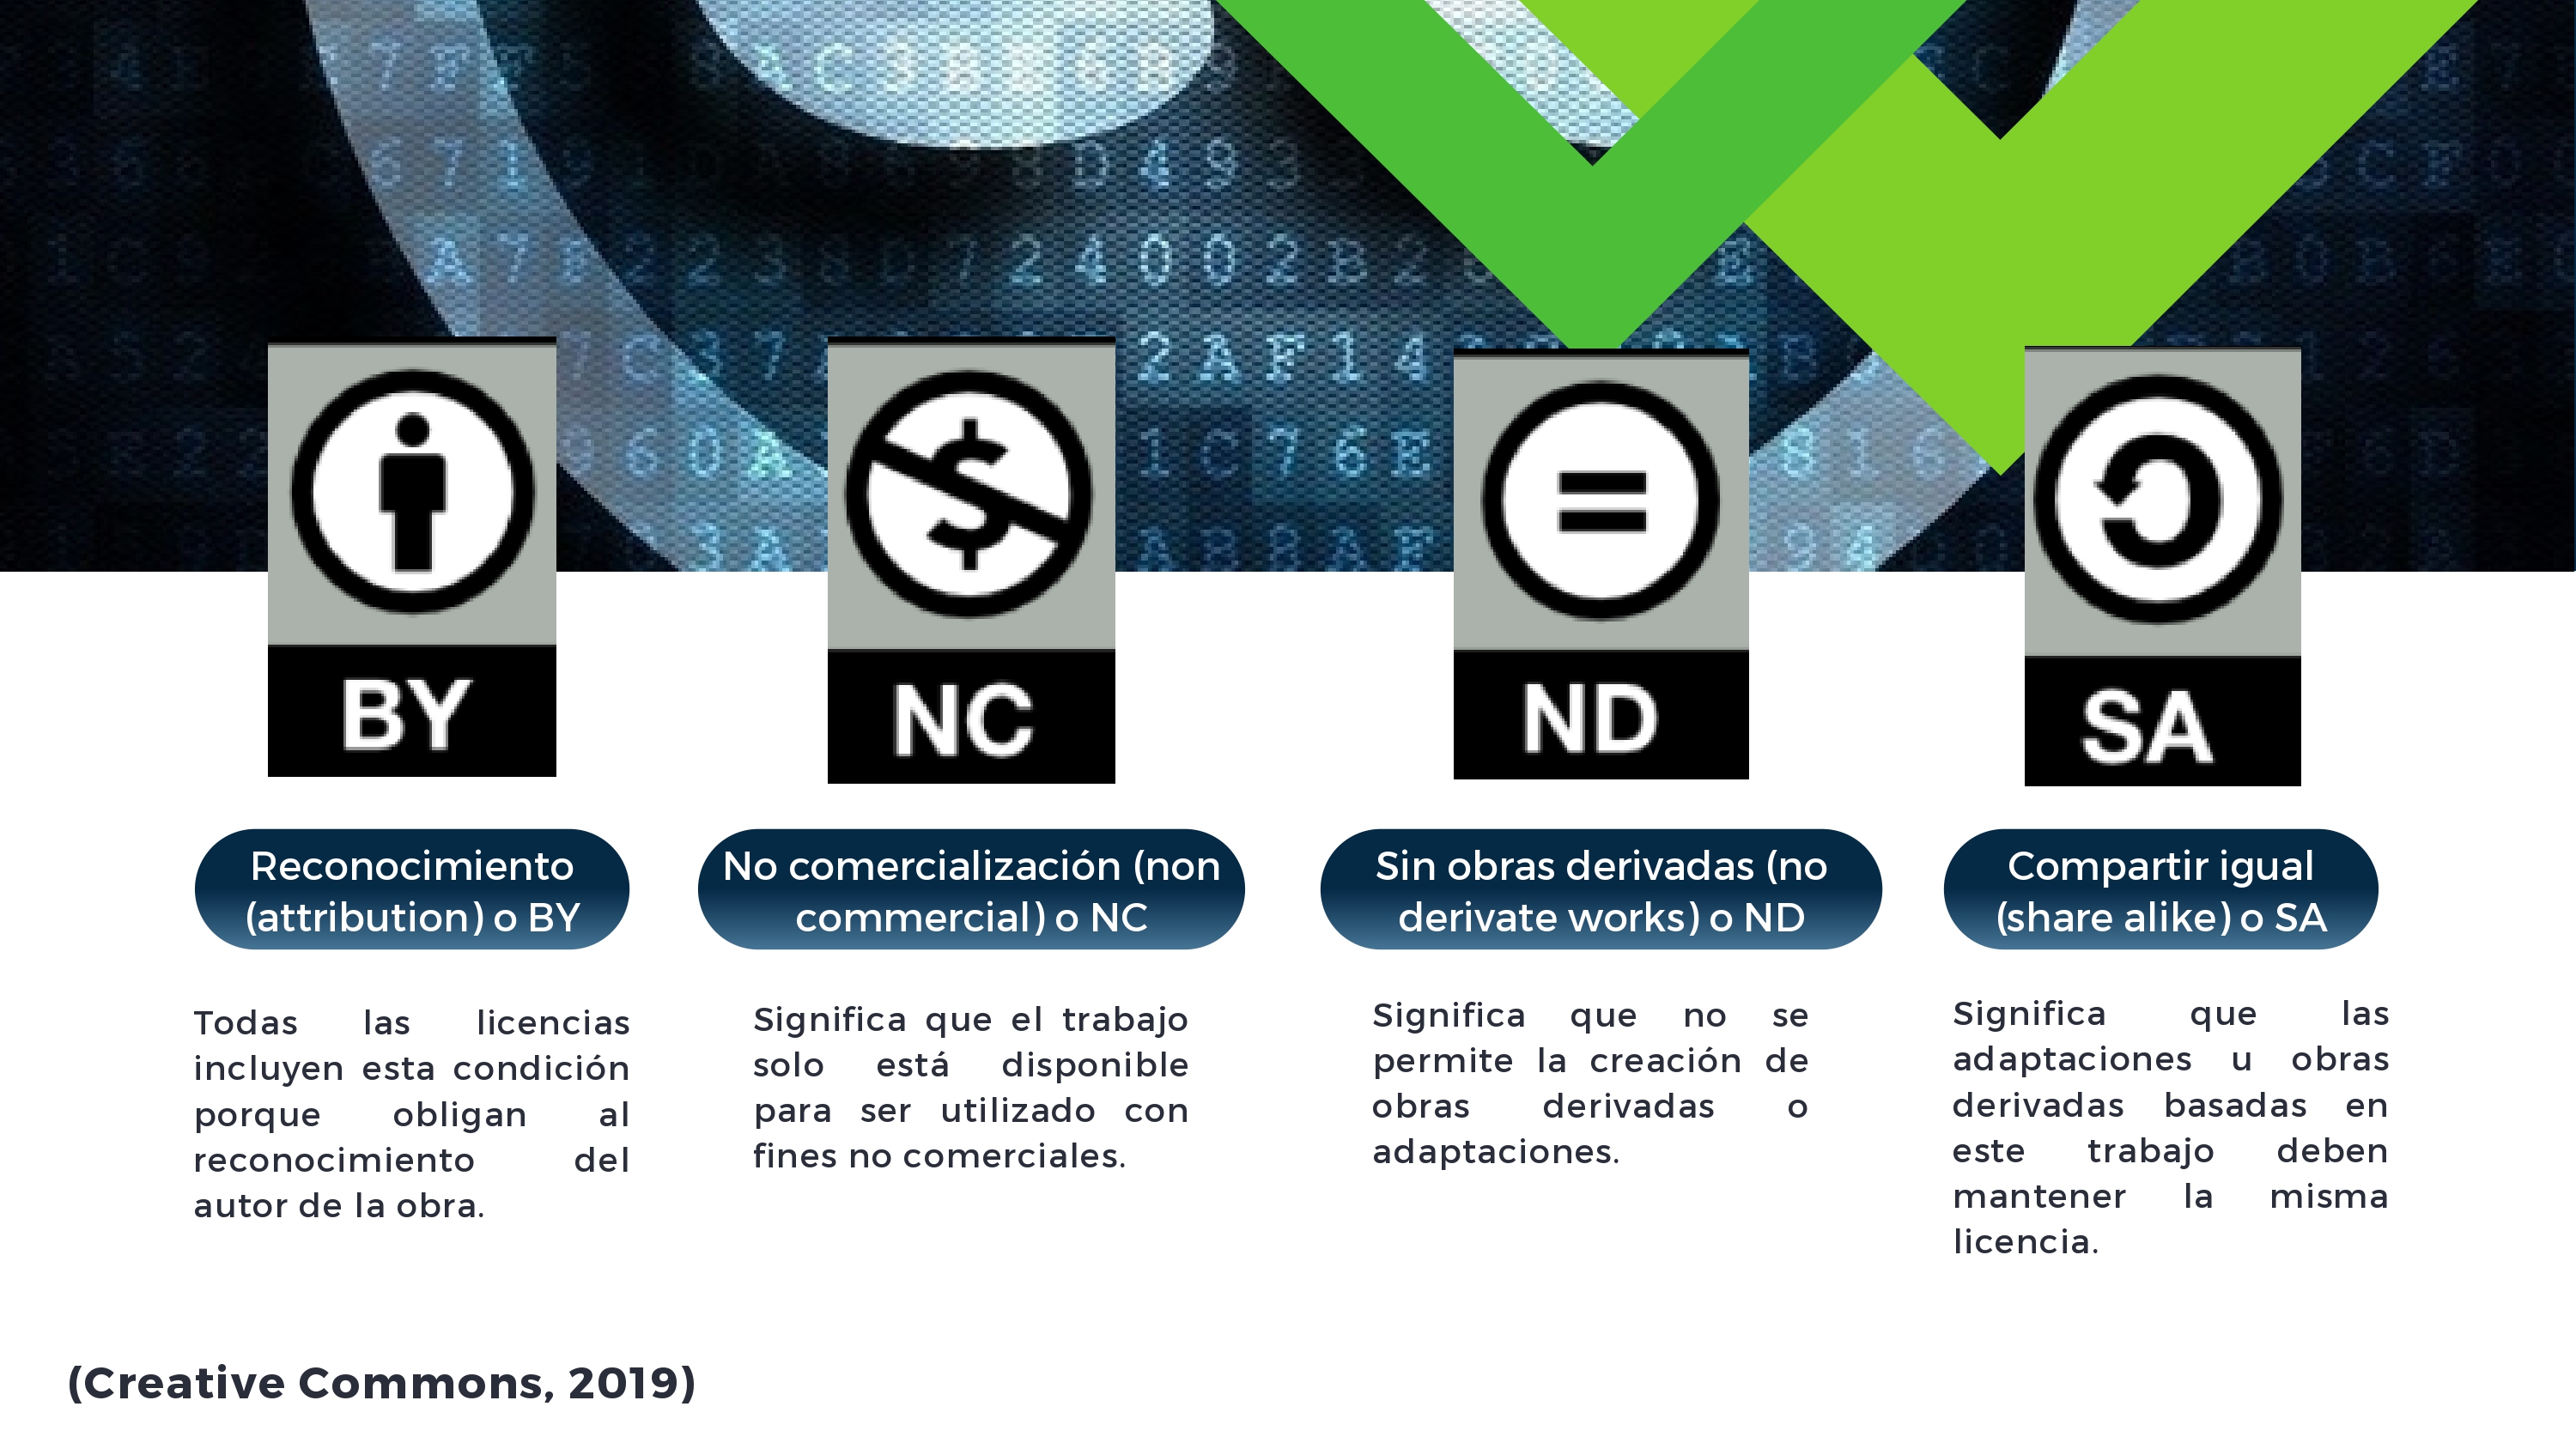 BY
NC
ND
SA
Reconocimiento
(attribution) o BY
No comercialización (non
commercial) o NC
Sin obras derivadas (no
derivate works) o ND
Compartir igual
(share alike) o SA
Todas las licencias
incluyen esta condición
porque obligan al
reconocimiento del
autor de la obra.
Significa que el trabajo
solo está disponible
para ser utilizado con
fines no comerciales.
Significa que no se
permite la creación de
obras derivadas o
adaptaciones.
Significa que las
adaptaciones u obras
derivadas basadas en
este trabajo deben
mantener la misma
licencia.
(Creative Commons, 2019)